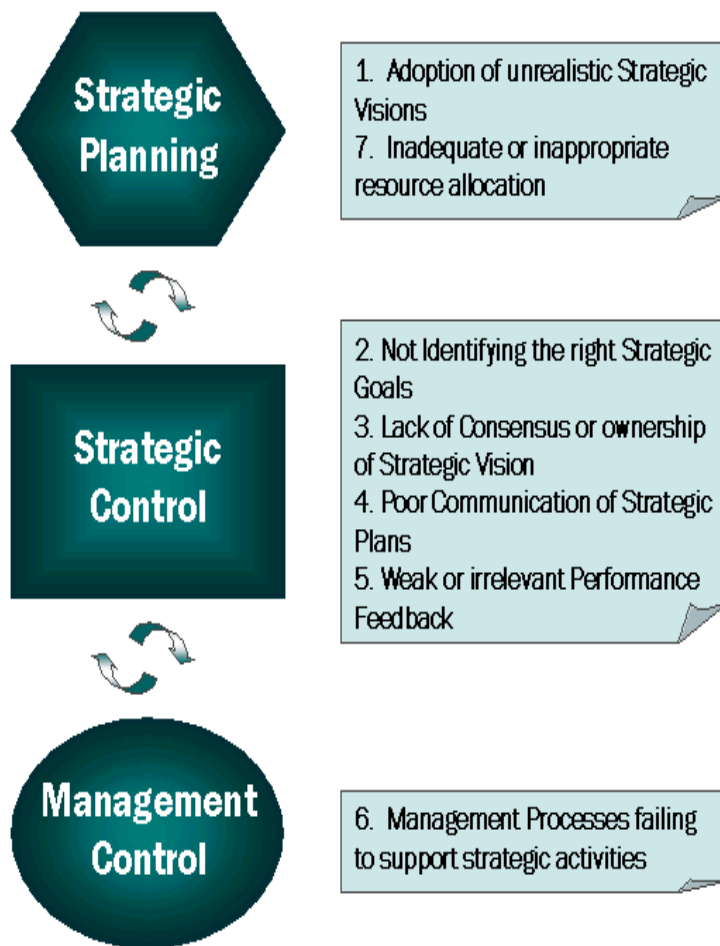 Strategic
Planning
1. Adoption of unrealistic Strategic
Visions
7. Inadequate or inappropriate
resource allocation
Strategic
Control
2. Not Identifying the right Strategic
Goals
3. Lack of Consensus or ownership
of Strategic Vision
4. Poor Communication of Strategic
Plans
5. Weak or irrelevant Performance
Feedback
Management
Control
6. Management Processes failing
to support strategic activities